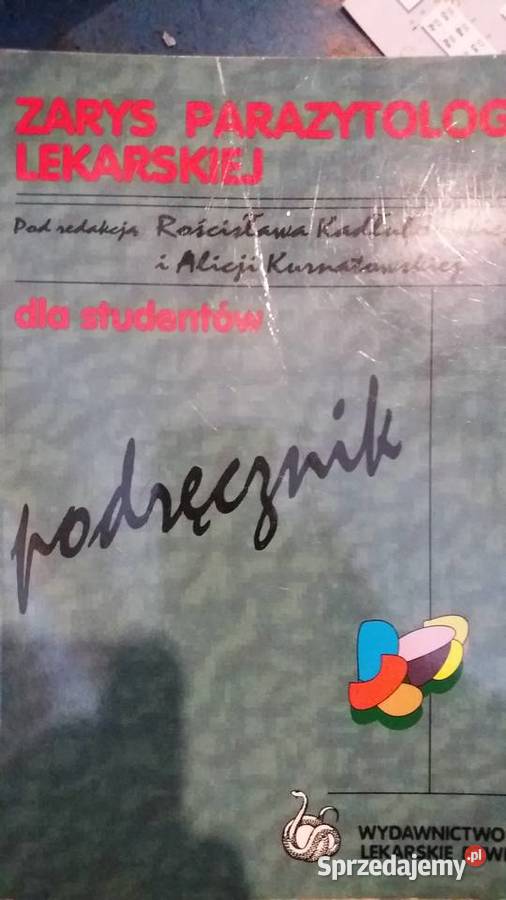 ZARYS PARAZYTOLOG
LEKARSKIEJ
Pod redakcją Rościsława
i Alicji Kurnatowskiej
dla studentów
podręcznik
WYDAWNICTWO
LEKARSKIE
Sprzedajemy.pl